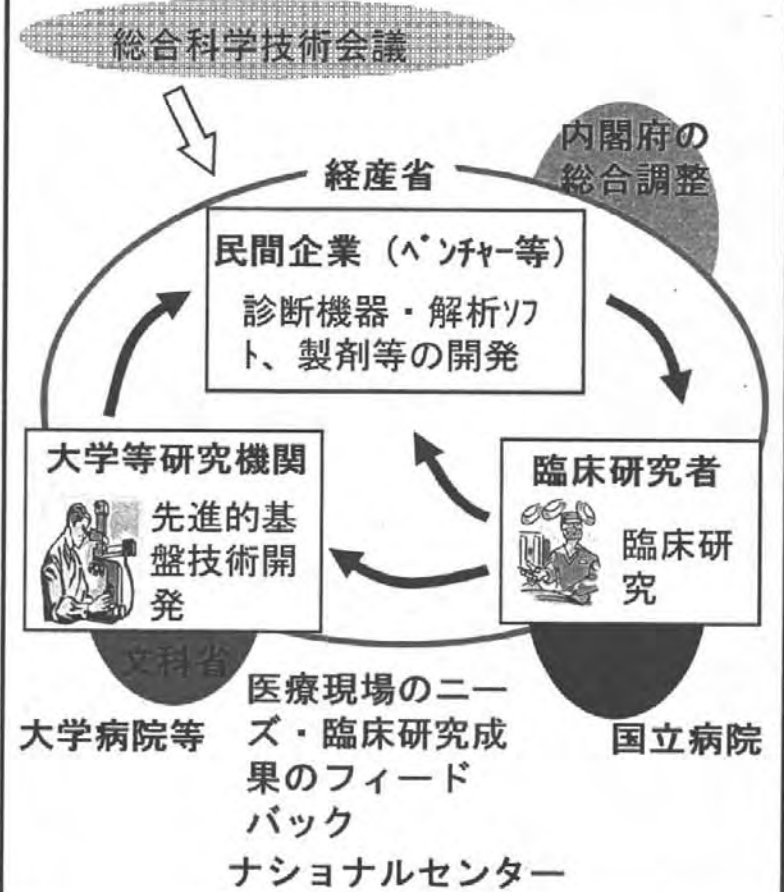 総合科学技術会議
内閣府の
総合調整
経産省
民間企業（ベンチャー等）
診断機器・解析ソフ
ト、製剤等の開発
大学等研究機関
先進的基
盤技術開
発
臨床研究者
臨床研
究
文科省
大学病院等
医療現場のニー
ズ・臨床研究成
果のフィード
バック
国立病院
ナショナルセンター